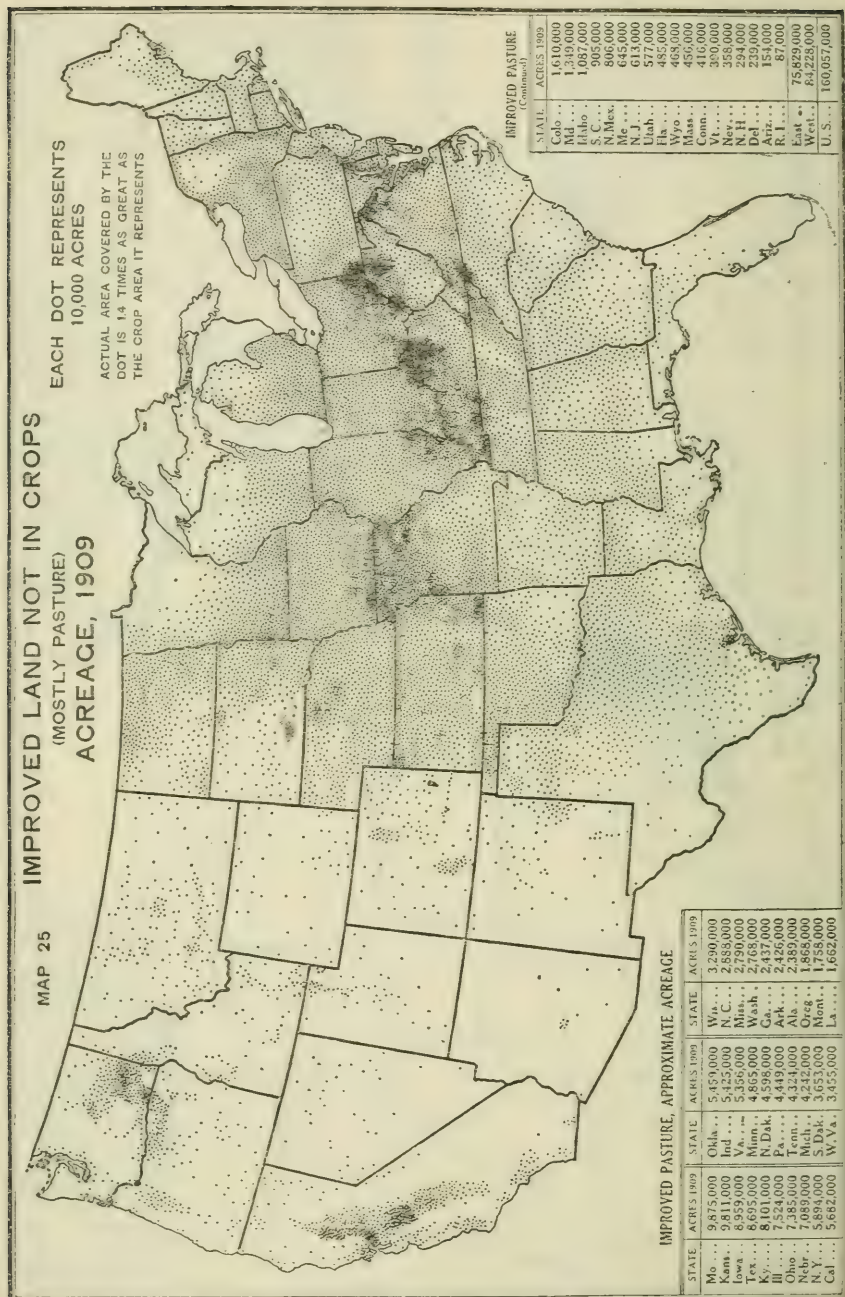 MAP 25 IMPROVED LAND NOT IN CROPS
(MOSTLY PASTURE)
ACREAGE, 1909
EACH DOT REPRESENTS
10,000 ACRES
ACTUAL AREA COVERED BY THE
DOT IS 1.4 TIMES AS GREAT AS
THE CROP AREA IT REPRESENTS
IMPROVED PASTURE, APPROXIMATE ACREAGE
STATE ACRES 1909 STATE ACRES 1909 STATE ACRES 1909
Mo... 9,875,000 Okla.. 5,459,000 Wis... 3,290,000
Kans.. 9,811,000 Ind... 5,425,000 N. C.. 2,888,000
Iowa.. 8,959,000 Va.... 5,356,000 Miss.. 2,790,000
Tex... 8,695,000 Minn.. 4,865,000 Wash.. 2,768,000
Ky.... 8,101,000 N. Dak. 4,598,000 Ga.... 2,437,000
Ill... 7,524,000 Pa.... 4,449,000 Ark... 2,426,000
Ohio.. 7,385,000 Tenn.. 4,324,000 Ala... 2,389,000
Nebr.. 7,089,000 Mich.. 4,242,000 Oreg.. 1,868,000
N. Y.. 5,894,000 S. Dak. Mont.. 1,758,000
Cal... 5,682,000 W. Va. 3,455,000 La.... 1,662,000
IMPROVED PASTURE
(Continued)
STATE ACRES 1909
Colo... 1,610,000
Md.... 1,349,000
Idaho.. 1,087,000
S. C... 905,000
N. Mex. 806,000
Me.... 645,000
N. J... 613,000
Utah... 577,000
Fla.... 485,000
Wyo... 468,000
Mass... 456,000
Conn.. 416,000
Vt....
Nev... 358,000
N. H... 294,000
Del.... 239,000
Ariz... 154,000
R. I... 87,000
East .. 75,829,000
West.. 84,228,000
U. S... 160,057,000